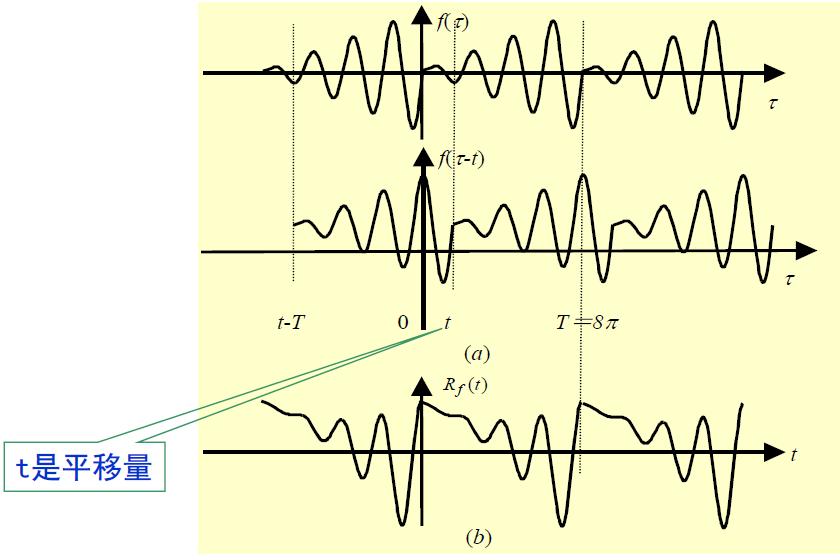 f(τ)
τ
f(τ-t)
τ
t-T 0 t T=8π
(a)
R_f(t)
t是平移量
t
(b)